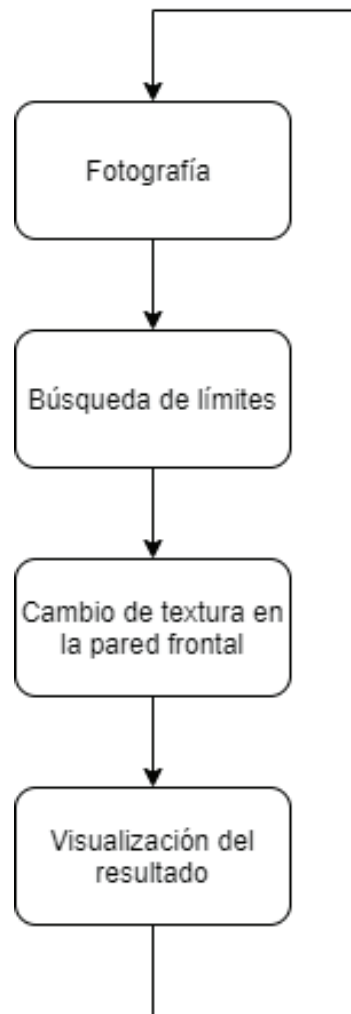 Fotografía
Búsqueda de límites
Cambio de textura en
la pared frontal
Visualización del
resultado